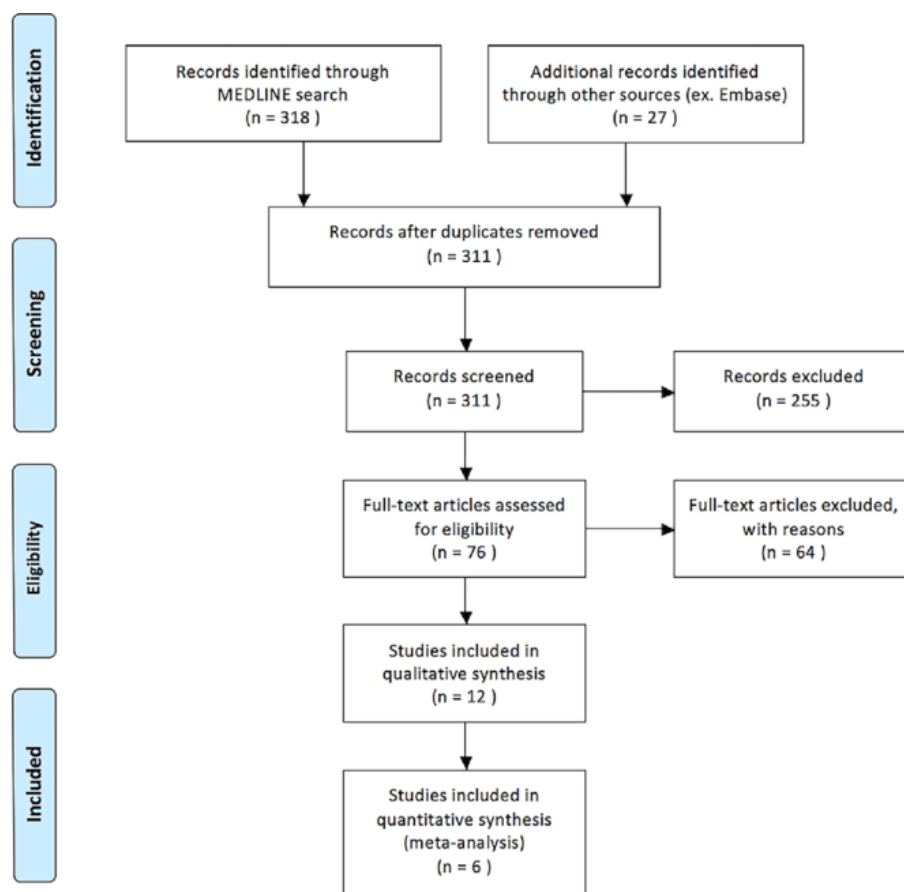 Identification
Records identified through
MEDLINE search
(n = 318 )
Additional records identified
through other sources (ex. Embase)
(n = 27 )
Records after duplicates removed
(n = 311 )
Screening
Records screened
(n = 311 )
Records excluded
(n = 255 )
Eligibility
Full-text articles assessed
for eligibility
(n = 76 )
Full-text articles excluded,
with reasons
(n = 64 )
Studies included in
qualitative synthesis
(n = 12 )
Included
Studies included in
quantitative synthesis
(meta-analysis)
(n = 6 )